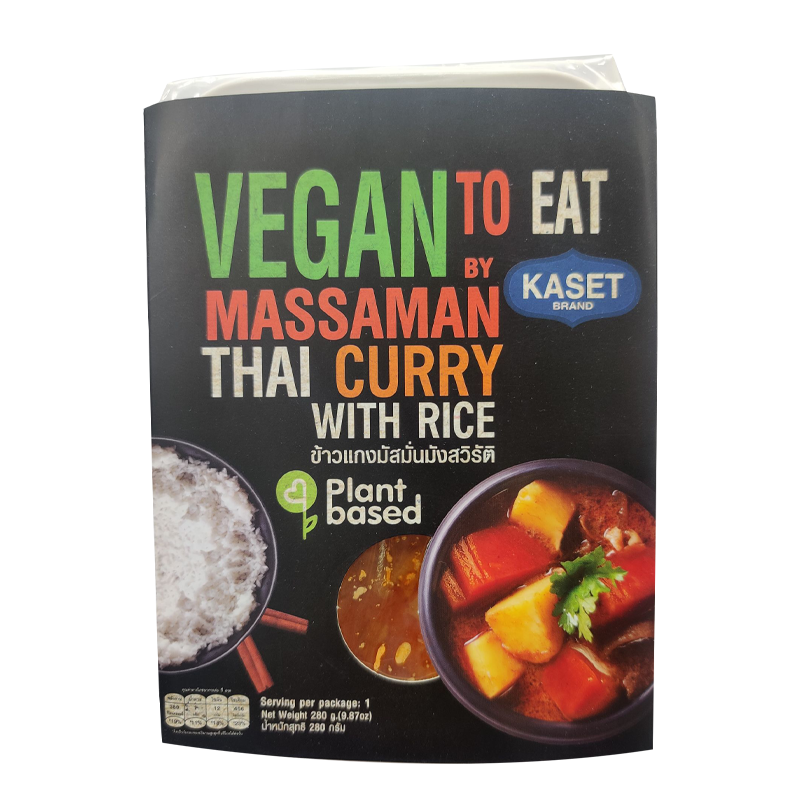 VEGAN TO EAT
BY
KASET
BRAND
MASSAMAN
THAI CURRY
WITH RICE
ข้าวแกงมัสมั่นมังสวิรัติ
Plant
based
Serving per package: 1
Net Weight 280 g.(9.87oz)
น้ำหนักสุทธิ 280 กรัม